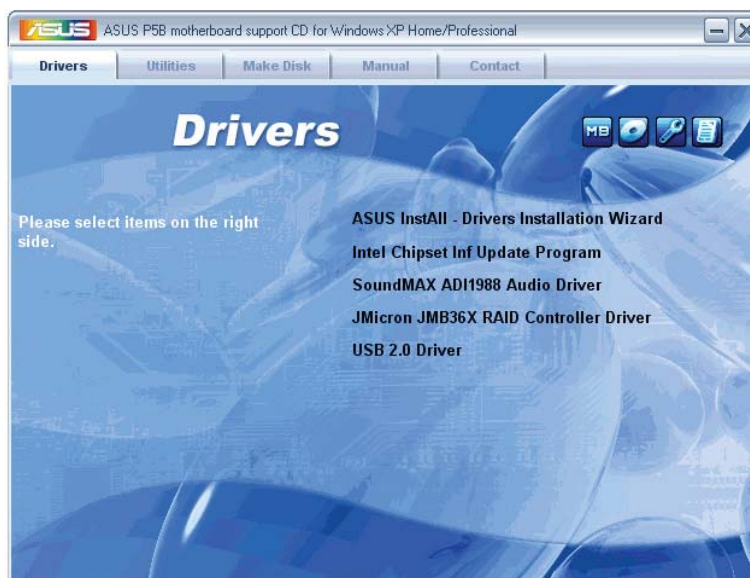 ASUS ASUS P5B motherboard support CD for Windows XP Home/Professional
Drivers Utilities Make Disk Manual Contact
Drivers
MB
Please select items on the right
side.
ASUS InstAll - Drivers Installation Wizard
Intel Chipset Inf Update Program
SoundMAX ADI1988 Audio Driver
JMicron JMB36X RAID Controller Driver
USB 2.0 Driver